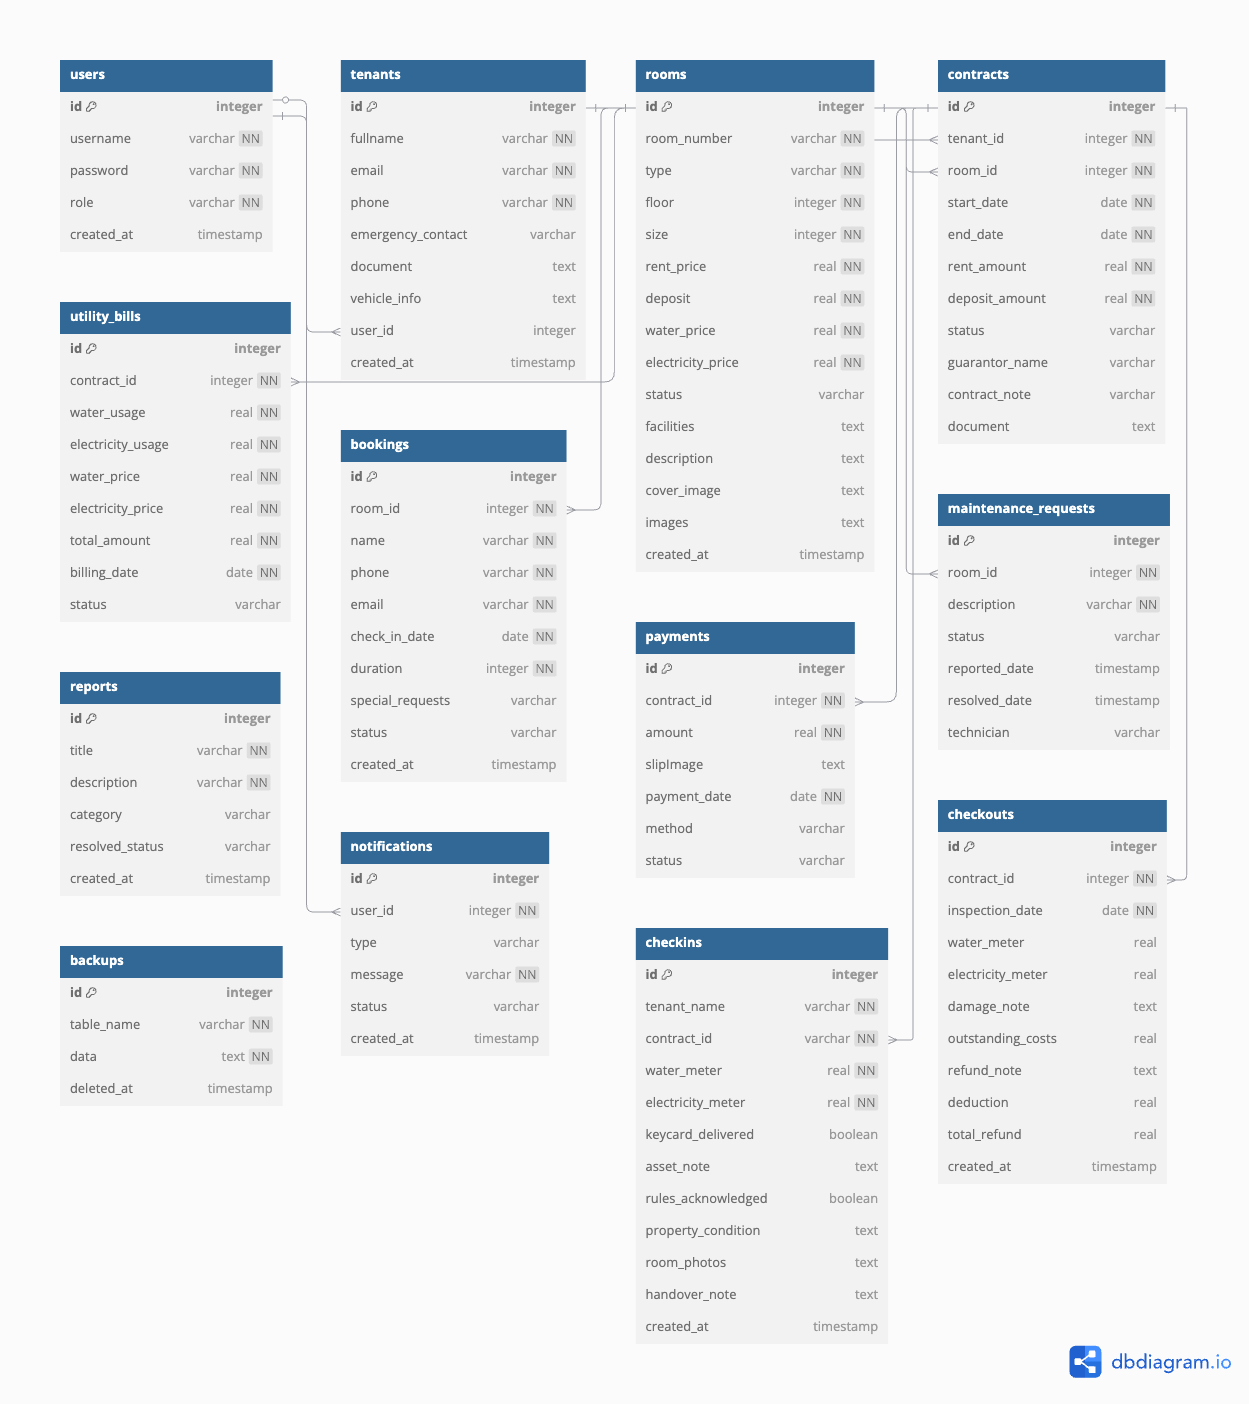 users
id integer
username varchar NN
password varchar NN
role varchar NN
created_at timestamp
utility_bills
id integer
contract_id integer NN
water_usage real NN
electricity_usage real NN
water_price real NN
electricity_price real NN
total_amount real NN
billing_date date NN
status varchar
reports
id integer
title varchar NN
description varchar NN
category varchar
resolved_status varchar
created_at timestamp
backups
id integer
table_name varchar NN
data text NN
deleted_at timestamp
tenants
id integer
fullname varchar NN
email varchar NN
phone varchar NN
emergency_contact varchar
document text
vehicle_info text
user_id integer
created_at timestamp
bookings
id integer
room_id integer NN
name varchar NN
phone varchar NN
email varchar NN
check_in_date date NN
duration integer NN
special_requests varchar
status varchar
created_at timestamp
notifications
id integer
user_id integer NN
type varchar
message varchar NN
status varchar
created_at timestamp
rooms
id integer
room_number varchar NN
type varchar NN
floor integer NN
size integer NN
rent_price real NN
deposit real NN
water_price real NN
electricity_price real NN
status varchar
facilities text
description text
cover_image text
images text
created_at timestamp
payments
id integer
contract_id integer NN
amount real NN
slipImage text
payment_date date NN
method varchar
status varchar
checkins
id integer
tenant_name varchar NN
contract_id varchar NN
water_meter real NN
electricity_meter real NN
keycard_delivered boolean
asset_note text
rules_acknowledged boolean
property_condition text
room_photos text
handover_note text
created_at timestamp
contracts
id integer
tenant_id integer NN
room_id integer NN
start_date date NN
end_date date NN
rent_amount real NN
deposit_amount real NN
status varchar
guarantor_name varchar
contract_note varchar
document text
maintenance_requests
id integer
room_id integer NN
description varchar NN
status varchar
reported_date timestamp
resolved_date timestamp
technician varchar
checkouts
id integer
contract_id integer NN
inspection_date date NN
water_meter real
electricity_meter real
damage_note text
outstanding_costs real
refund_note text
deduction real
total_refund real
created_at timestamp
dbdiagram.io